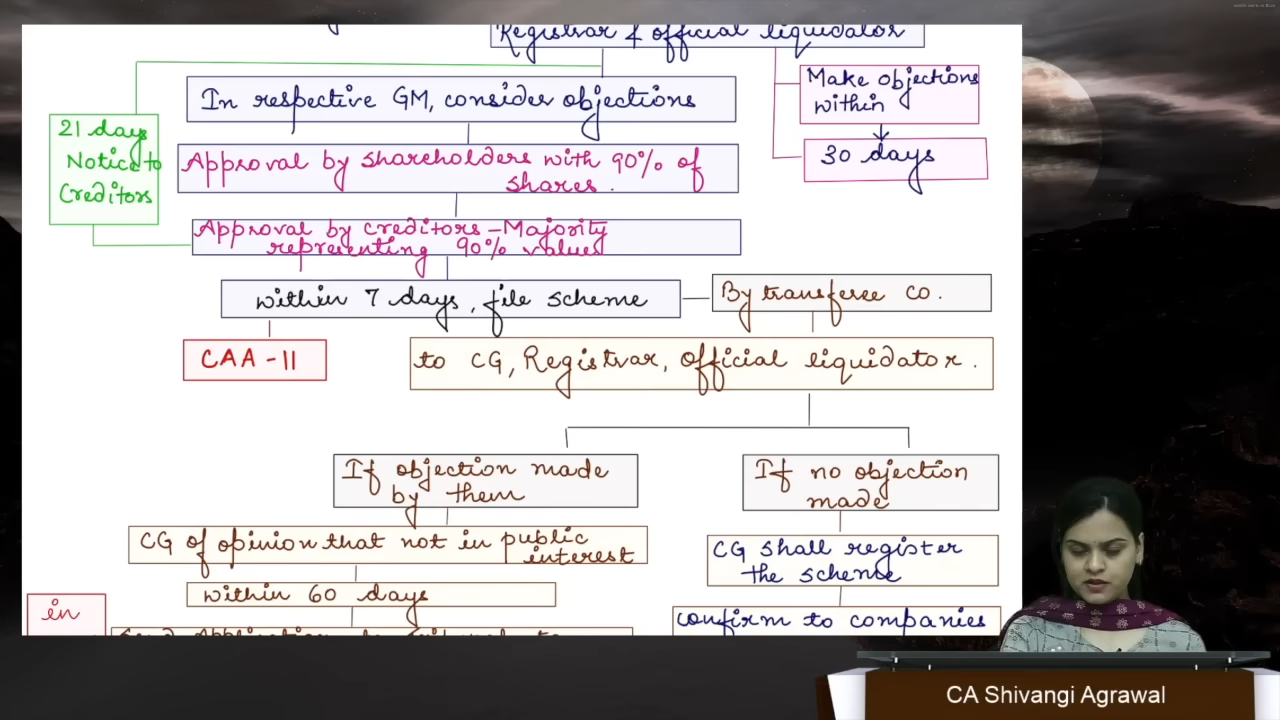 Registrar & official liquidator
In respective GM, consider objections
Make objections
within
30 days
21 days
Notice to
Creditors
Approval by shareholders with 90% of
shares.
Approval by creditors - Majority
representing 90% values
within 7 days, file scheme
By transferee co.
CAA-11
to CG, Registrar, official liquidator.
If objection made
by them
If no objection
made
CG of opinion that not in public
interest
CG shall register
the scheme
within 60 days
in
confirm to companies
CA Shivangi Agrawal